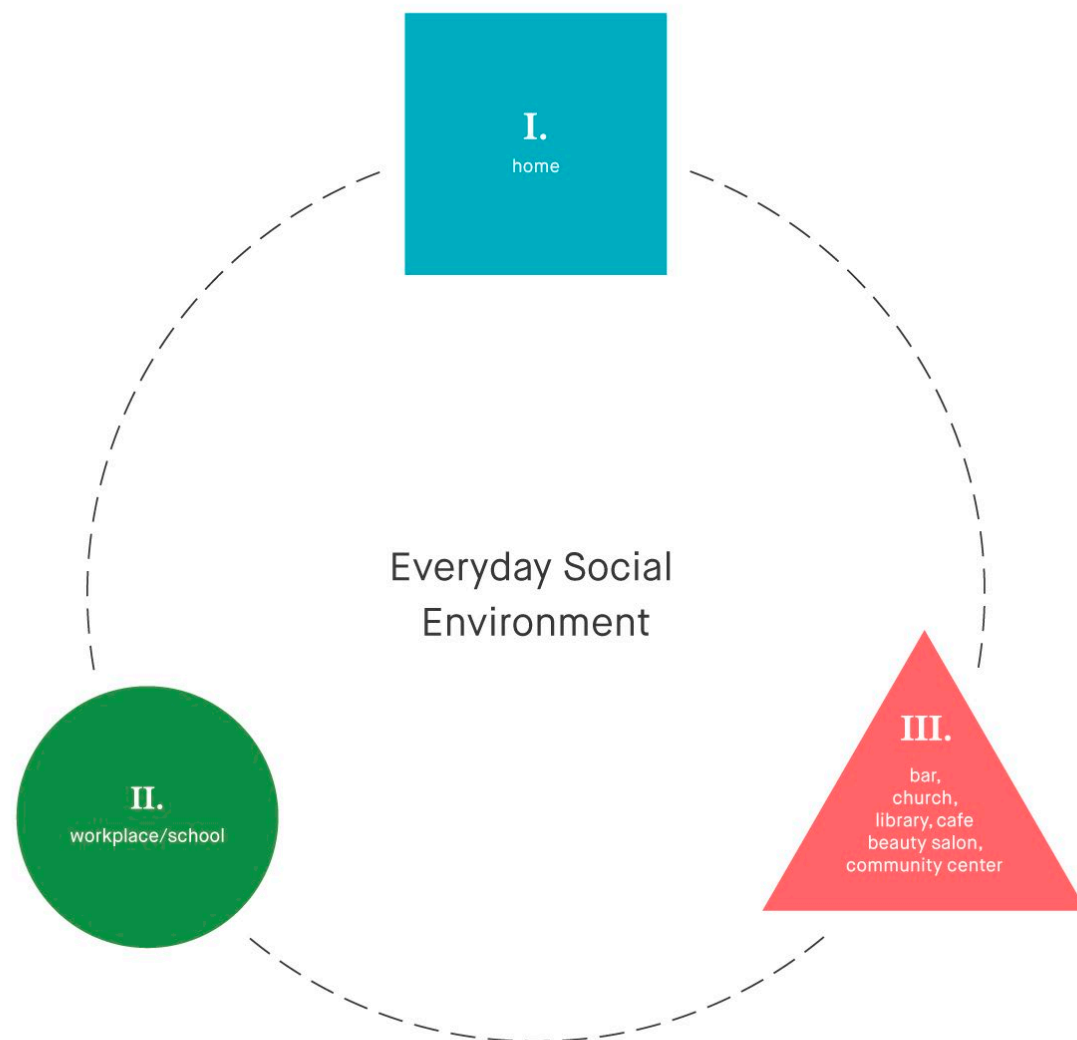 I.
home
Everyday Social
Environment
II.
workplace/school
III.
bar,
church,
library, cafe
beauty salon,
community center